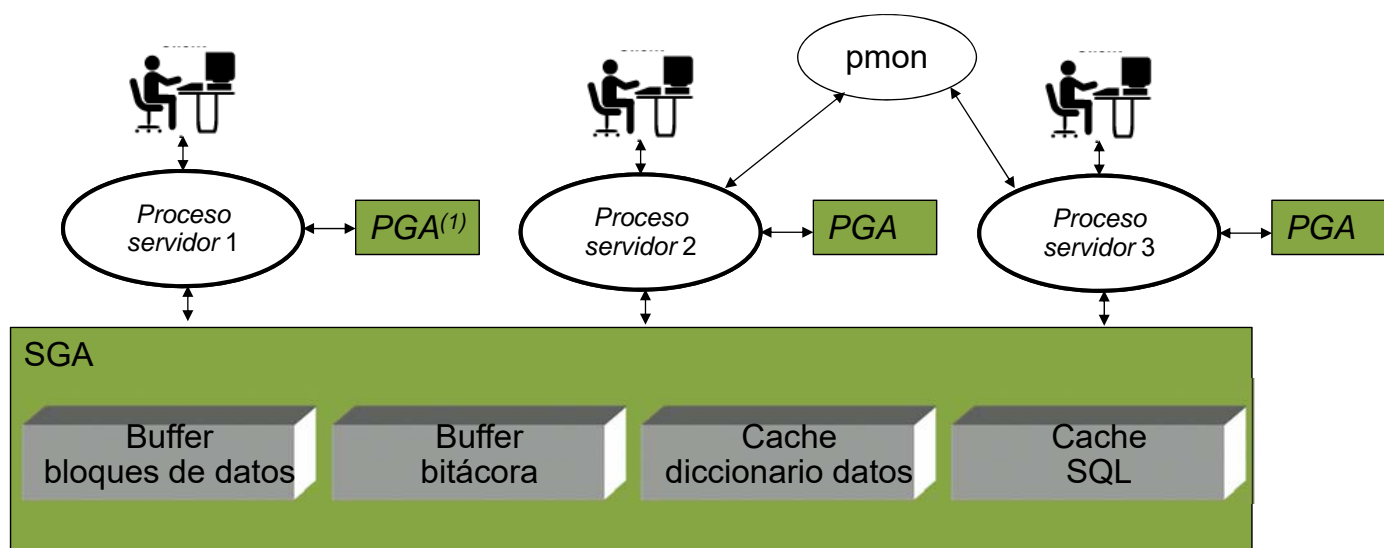 pmon
Proceso
servidor 1
PGA(1)
Proceso
servidor 2
PGA
Proceso
servidor 3
PGA
SGA
Buffer
bloques de datos
Buffer
bitácora
Cache
diccionario datos
Cache
SQL